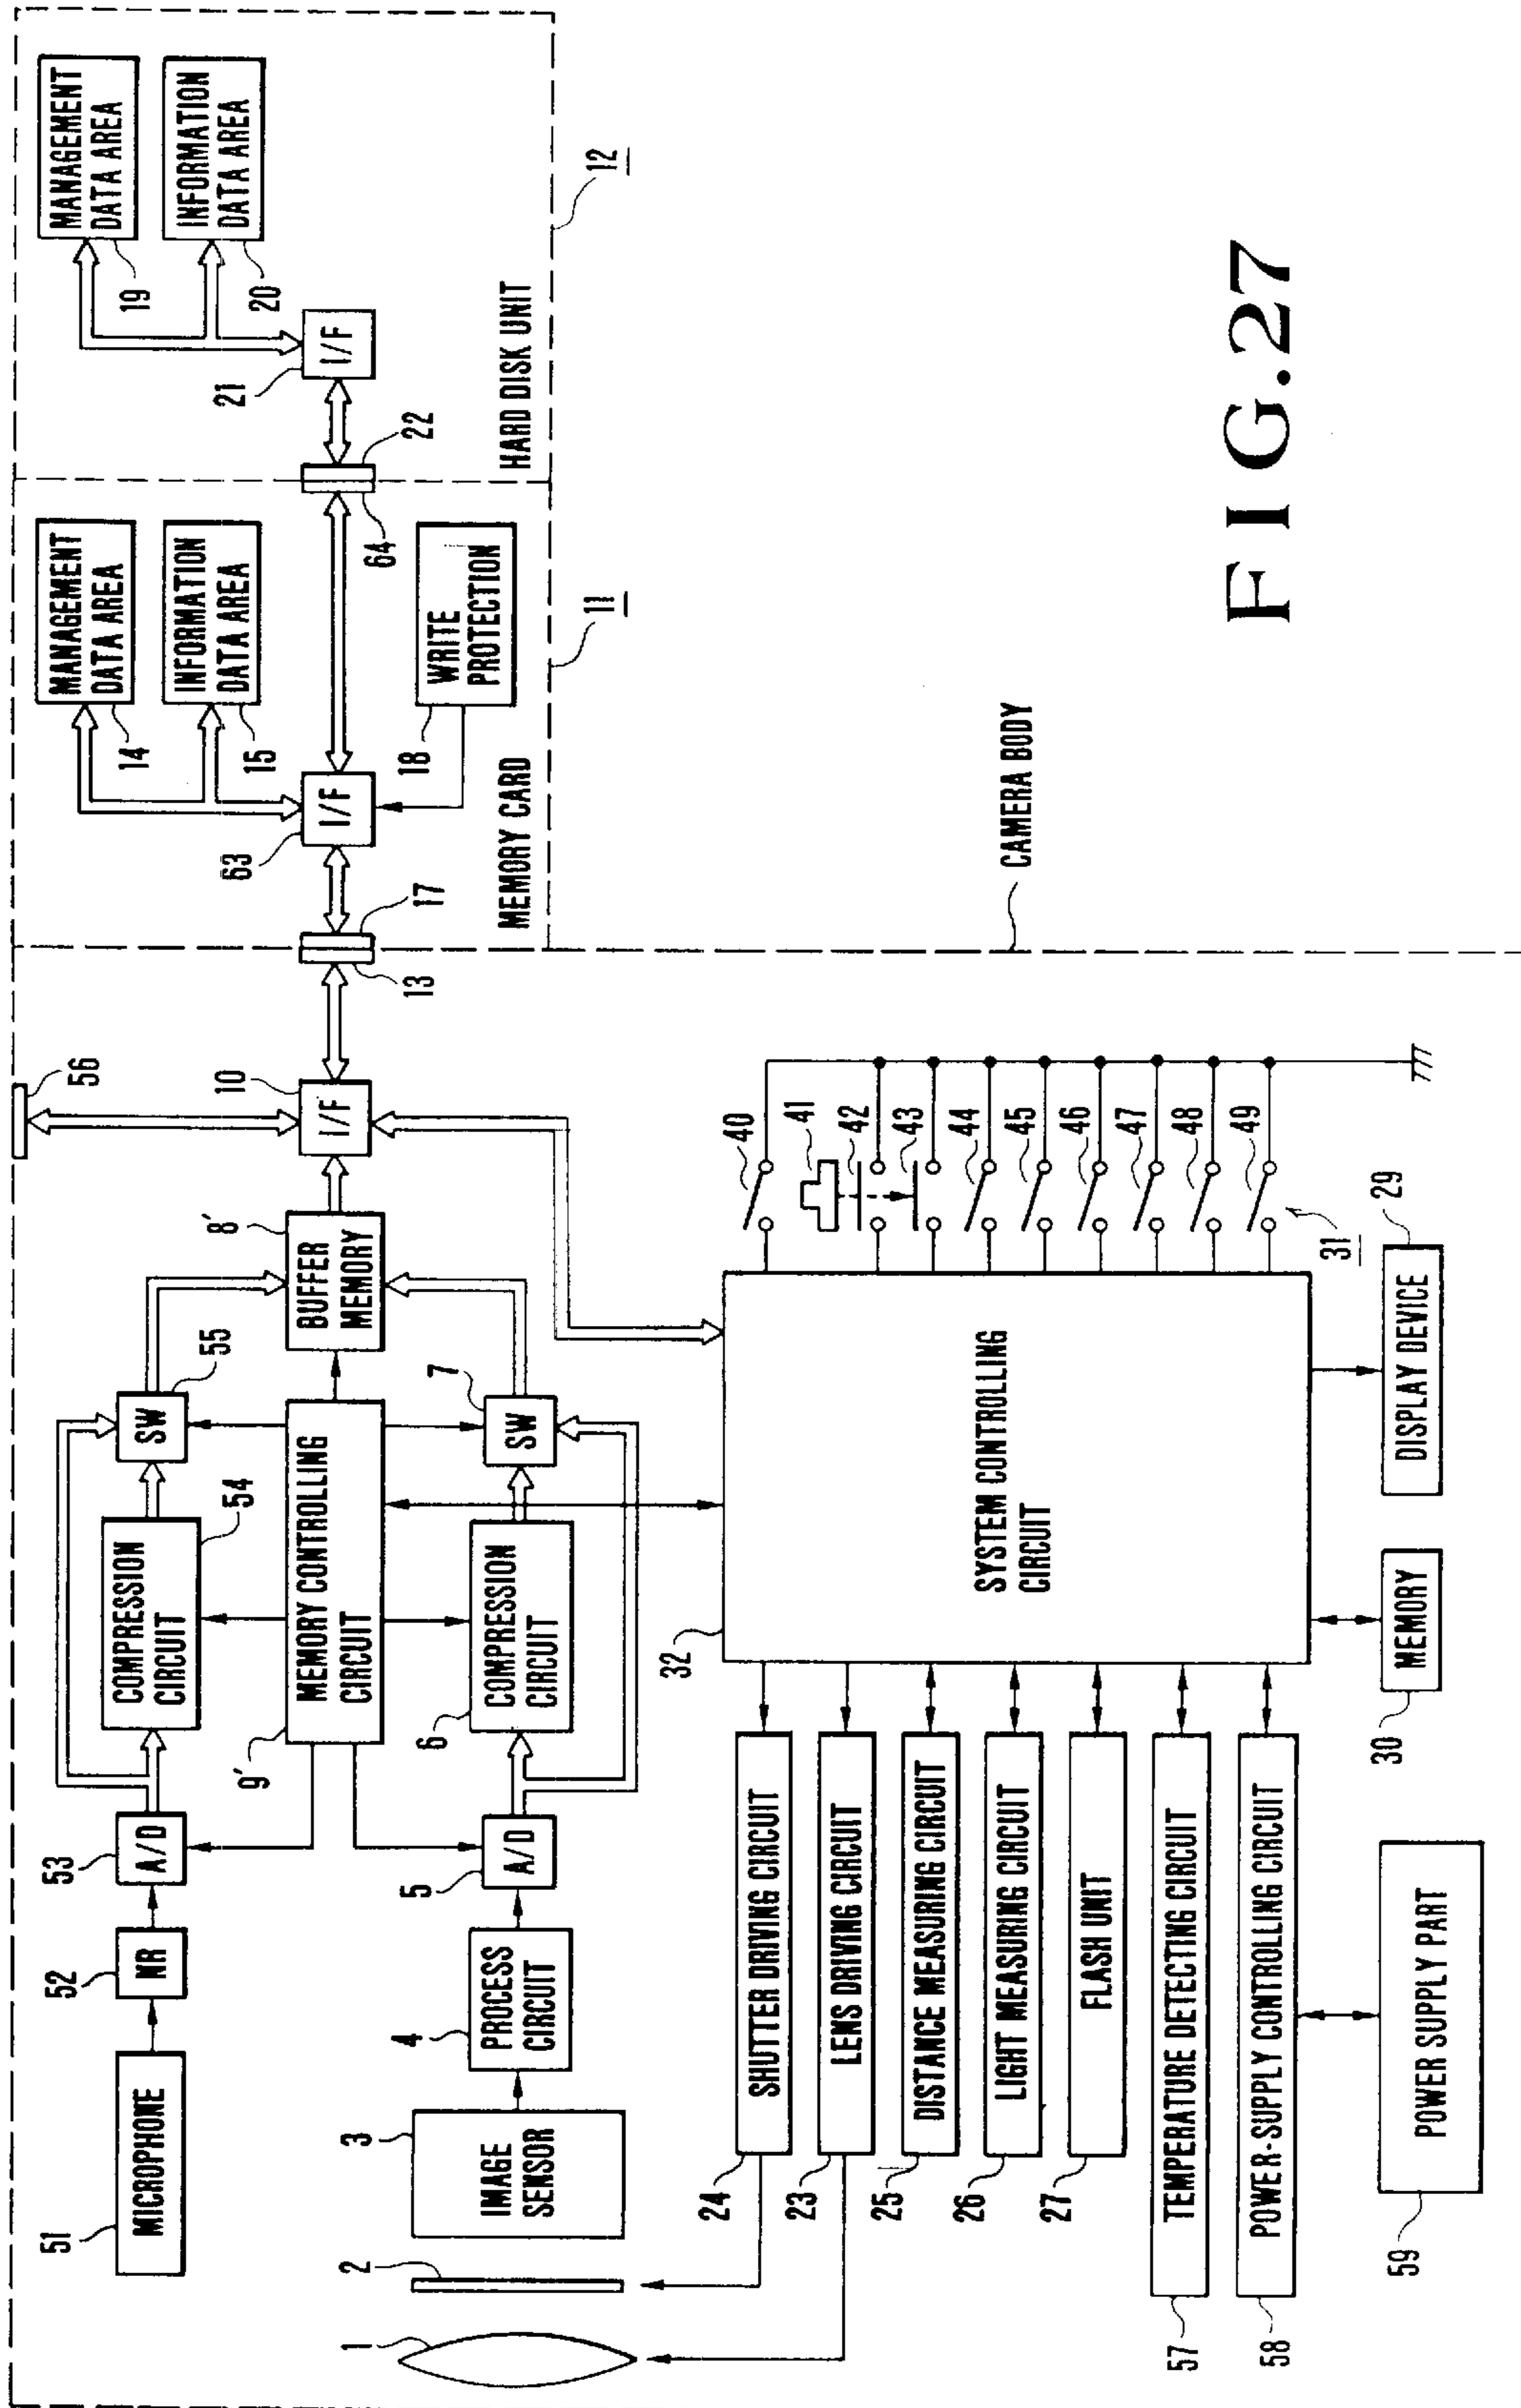 51
MICROPHONE
52
NR
53
A/D
COMPRESSION
CIRCUIT
54
SW
55
56
9′
MEMORY CONTROLLING
CIRCUIT
BUFFER
MEMORY
8′
10
I/F
13
17
1
2
3
IMAGE
SENSOR
4
PROCESS
CIRCUIT
5
A/D
6
COMPRESSION
CIRCUIT
7
SW
MEMORY CARD
63
I/F
14
MANAGEMENT
DATA AREA
15
INFORMATION
DATA AREA
18
WRITE
PROTECTION
64
22
11
HARD DISK UNIT
21
I/F
19
MANAGEMENT
DATA AREA
20
INFORMATION
DATA AREA
12
CAMERA BODY
24
SHUTTER DRIVING CIRCUIT
23
LENS DRIVING CIRCUIT
25
DISTANCE MEASURING CIRCUIT
26
LIGHT MEASURING CIRCUIT
27
FLASH UNIT
57
TEMPERATURE DETECTING CIRCUIT
58
POWER-SUPPLY CONTROLLING CIRCUIT
59
POWER SUPPLY PART
32
SYSTEM CONTROLLING
CIRCUIT
40
41
42
43
44
45
46
47
48
49
31
30
MEMORY
29
DISPLAY DEVICE
FIG.27